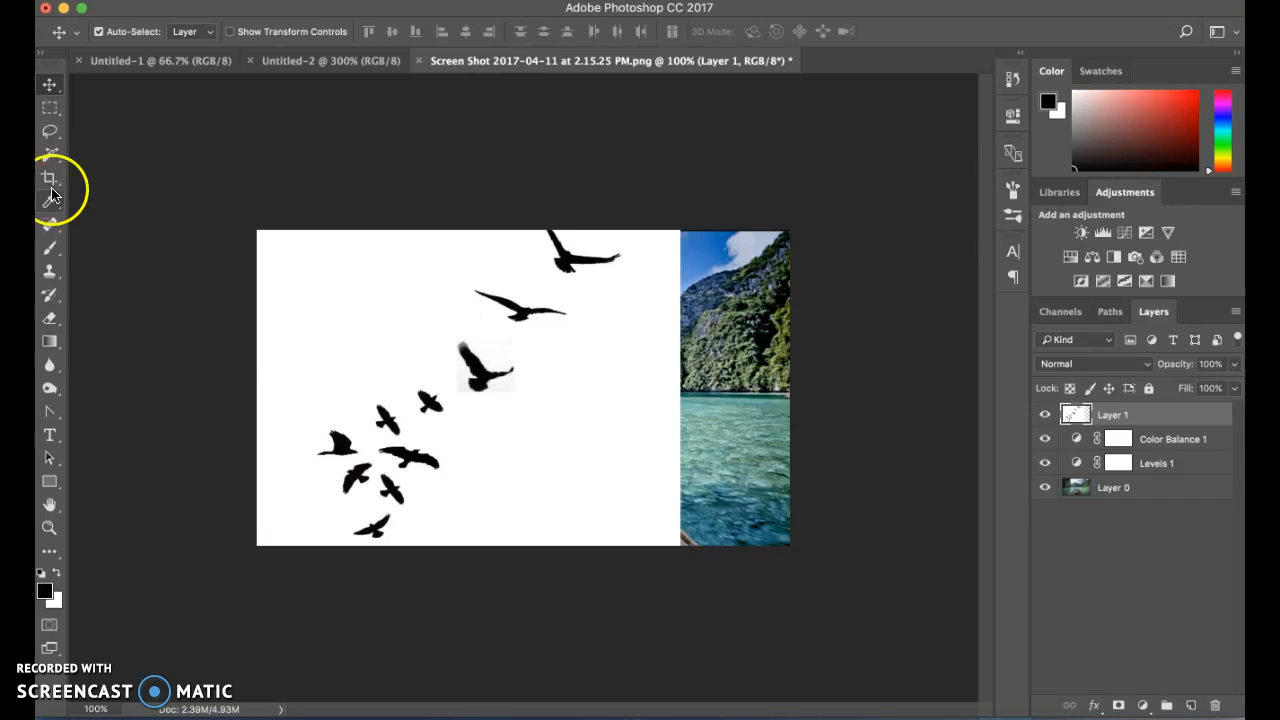 Adobe Photoshop CC 2017
Auto-Select: Layer Show Transform Controls 3D Mode:
Untitled-1 @ 66.7% (RGB/8) Untitled-2 @ 300% (RGB/8) Screen Shot 2017-04-11 at 2.15.25 PM.png @ 100% (Layer 1, RGB/8*) *
Color Swatches
Libraries Adjustments
Add an adjustment
Channels Paths Layers
Kind
Normal Opacity: 100%
Lock: Fill: 100%
Layer 1
Color Balance 1
Levels 1
Layer 0
RECORDED WITH
SCREENCAST MATIC
100% Doc: 2.39M/4.93M